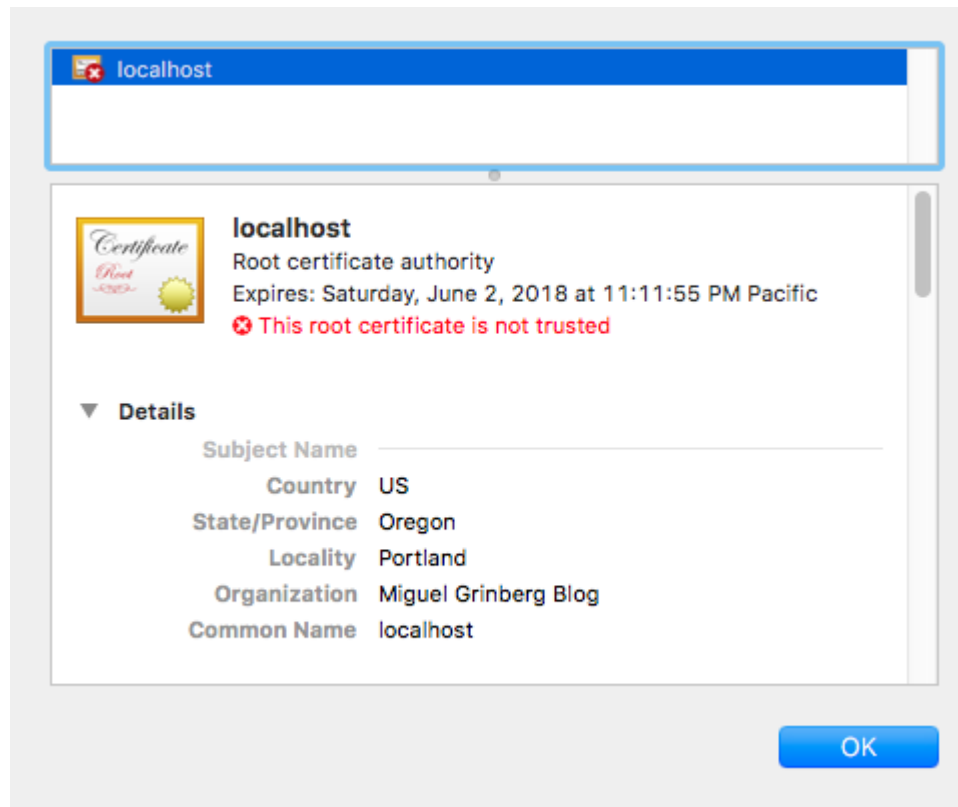 localhost
Certificate
Root
localhost
Root certificate authority
Expires: Saturday, June 2, 2018 at 11:11:55 PM Pacific
This root certificate is not trusted
Details
Subject Name
Country US
State/Province Oregon
Locality Portland
Organization Miguel Grinberg Blog
Common Name localhost
OK